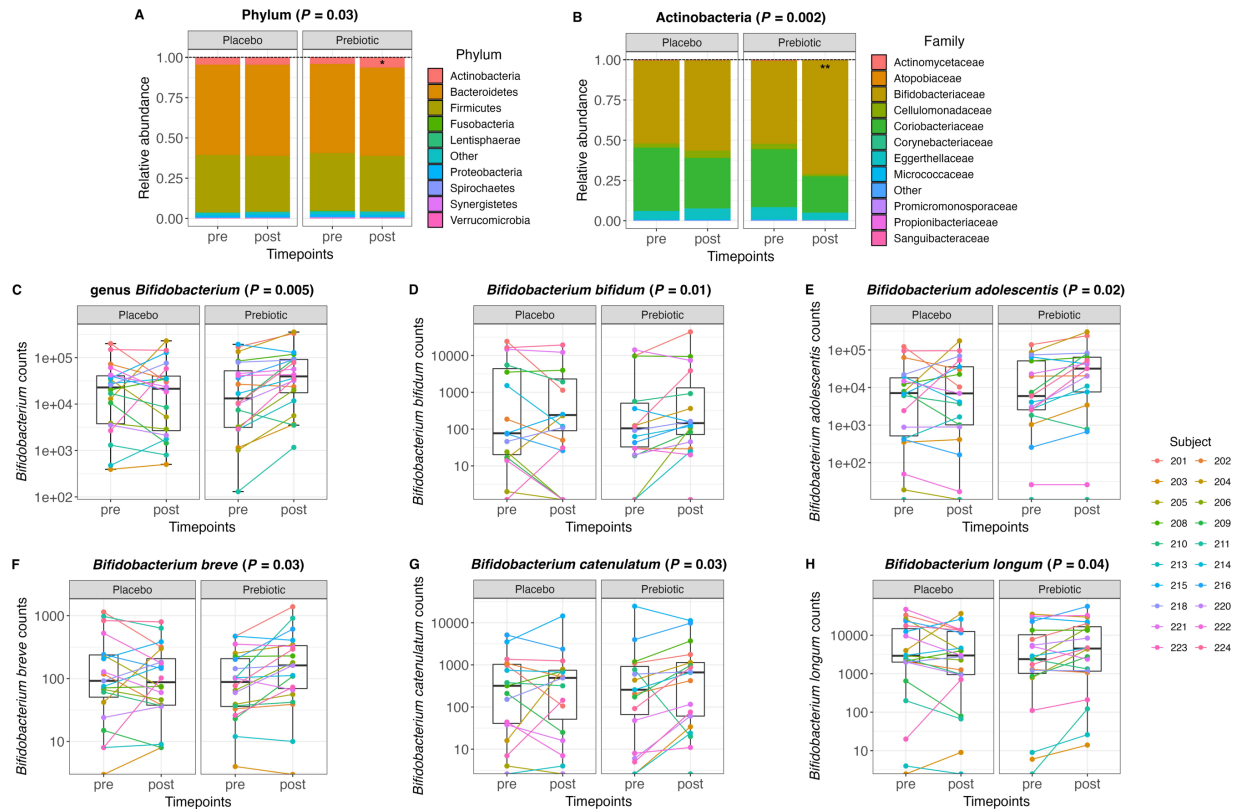 A
Phylum (P = 0.03)
Placebo
Prebiotic
Relative abundance
1.00
0.75
0.50
0.25
0.00
*
pre
post
pre
post
Timepoints
Phylum
Actinobacteria
Bacteroidetes
Firmicutes
Fusobacteria
Lentisphaerae
Other
Proteobacteria
Spirochaetes
Synergistetes
Verrucomicrobia
B
Actinobacteria (P = 0.002)
Placebo
Prebiotic
Relative abundance
1.00
0.75
0.50
0.25
0.00
**
pre
post
pre
post
Timepoints
Family
Actinomycetaceae
Atopobiaceae
Bifidobacteriaceae
Cellulomonadaceae
Coriobacteriaceae
Corynebacteriaceae
Eggerthellaceae
Micrococcaceae
Other
Promicromonosporaceae
Propionibacteriaceae
Sanguibacteraceae
C
genus Bifidobacterium (P = 0.005)
Placebo
Prebiotic
Bifidobacterium counts
1e+05
1e+04
1e+03
1e+02
pre
post
pre
post
Timepoints
D
Bifidobacterium bifidum (P = 0.01)
Placebo
Prebiotic
Bifidobacterium bifidum counts
10000
1000
100
10
pre
post
pre
post
Timepoints
E
Bifidobacterium adolescentis (P = 0.02)
Placebo
Prebiotic
Bifidobacterium adolescentis counts
1e+05
1e+04
1e+03
1e+02
pre
post
pre
post
Timepoints
F
Bifidobacterium breve (P = 0.03)
Placebo
Prebiotic
Bifidobacterium breve counts
1000
100
10
pre
post
pre
post
Timepoints
G
Bifidobacterium catenulatum (P = 0.03)
Placebo
Prebiotic
Bifidobacterium catenulatum counts
10000
1000
100
10
pre
post
pre
post
Timepoints
H
Bifidobacterium longum (P = 0.04)
Placebo
Prebiotic
Bifidobacterium longum counts
10000
1000
100
10
pre
post
pre
post
Timepoints
Subject
201 202
203 204
205 206
208 209
210 211
213 214
215 216
218 220
221 222
223 224